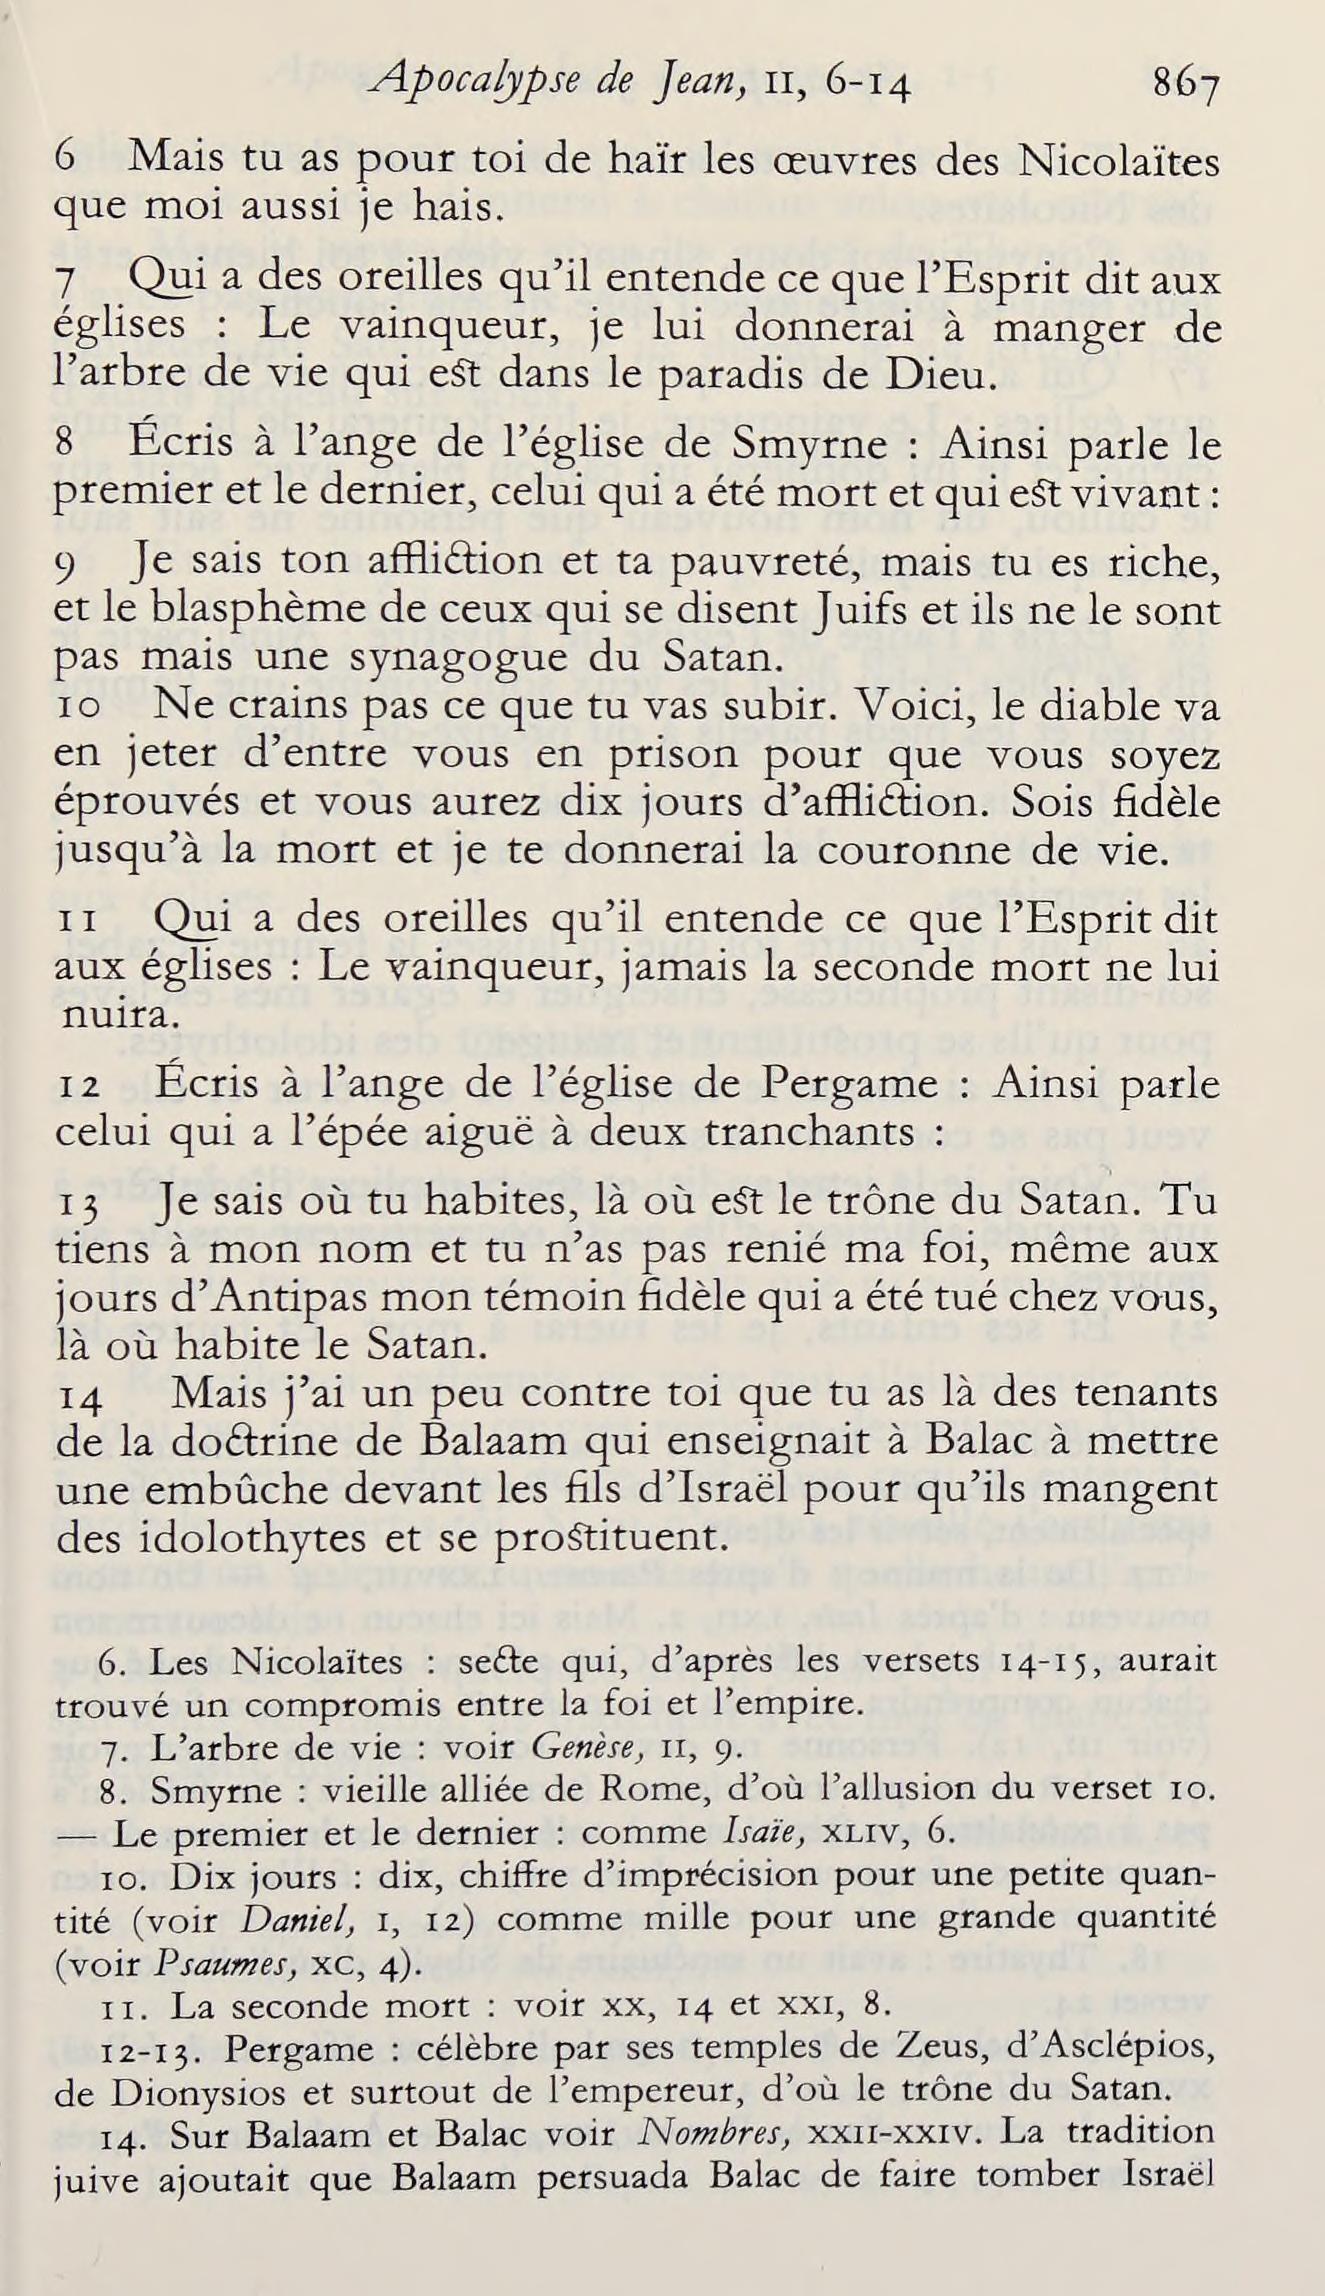 Apocalypse de Jean, II, 6-14 867
6 Mais tu as pour toi de haïr les œuvres des Nicolaïtes
que moi aussi je hais.
7 Qui a des oreilles qu’il entende ce que l’Esprit dit aux
églises : Le vainqueur, je lui donnerai à manger de
l’arbre de vie qui est dans le paradis de Dieu.
8 Écris à l’ange de l’église de Smyrne : Ainsi parle le
premier et le dernier, celui qui a été mort et qui est vivant :
9 Je sais ton affliction et ta pauvreté, mais tu es riche,
et le blasphème de ceux qui se disent Juifs et ils ne le sont
pas mais une synagogue du Satan.
10 Ne crains pas ce que tu vas subir. Voici, le diable va
en jeter d’entre vous en prison pour que vous soyez
éprouvés et vous aurez dix jours d’affliction. Sois fidèle
jusqu’à la mort et je te donnerai la couronne de vie.
11 Qui a des oreilles qu’il entende ce que l’Esprit dit
aux églises : Le vainqueur, jamais la seconde mort ne lui
nuira.
12 Écris à l’ange de l’église de Pergame : Ainsi parle
celui qui a l’épée aiguë à deux tranchants :
13 Je sais où tu habites, là où est le trône du Satan. Tu
tiens à mon nom et tu n’as pas renié ma foi, même aux
jours d’Antipas mon témoin fidèle qui a été tué chez vous,
là où habite le Satan.
14 Mais j’ai un peu contre toi que tu as là des tenants
de la doctrine de Balaam qui enseignait à Balac à mettre
une embûche devant les fils d’Israël pour qu’ils mangent
des idolothytes et se prostituent.
6. Les Nicolaïtes : secte qui, d’après les versets 14-15, aurait
trouvé un compromis entre la foi et l’empire.
7. L’arbre de vie : voir Genèse, II, 9.
8. Smyrne : vieille alliée de Rome, d’où l’allusion du verset 10.
— Le premier et le dernier : comme Isaïe, XLIV, 6.
10. Dix jours : dix, chiffre d’imprécision pour une petite quan-
tité (voir Daniel, I, 12) comme mille pour une grande quantité
(voir Psaumes, XC, 4).
11. La seconde mort : voir XX, 14 et XXI, 8.
12-13. Pergame : célèbre par ses temples de Zeus, d’Asclépios,
de Dionysios et surtout de l’empereur, d’où le trône du Satan.
14. Sur Balaam et Balac voir Nombres, XXII-XXIV. La tradition
juive ajoutait que Balaam persuada Balac de faire tomber Israël